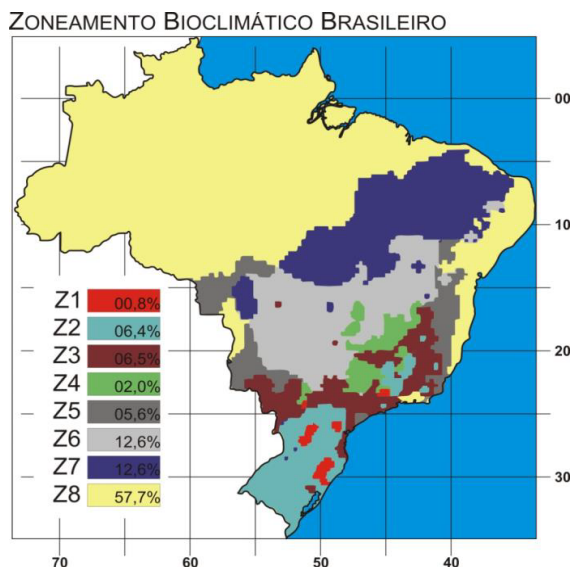 ZONEAMENTO BIOCLIMÁTICO BRASILEIRO
00
10
Z1 00,8%
Z2 06,4%
Z3 06,5%
20
Z4 02,0%
Z5 05,6%
Z6 12,6%
Z7 12,6%
30
Z8 57,7%
70 60 50 40